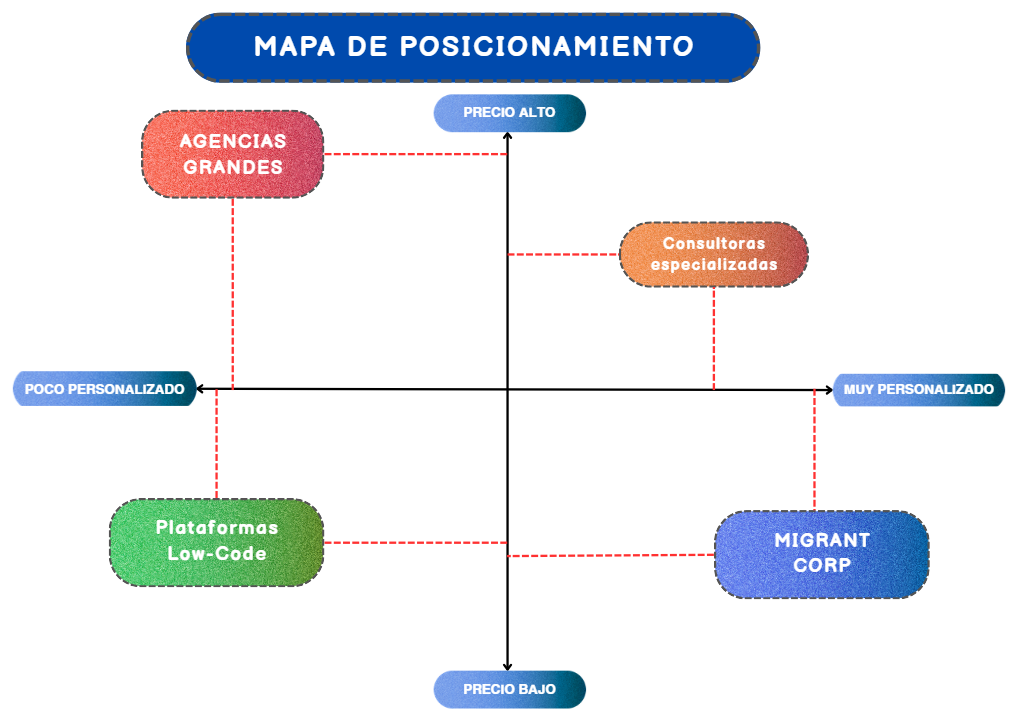 MAPA DE POSICIONAMIENTO
PRECIO ALTO
AGENCIAS
GRANDES
Consultoras
especializadas
POCO PERSONALIZADO
MUY PERSONALIZADO
Plataformas
Low-Code
MIGRANT
CORP
PRECIO BAJO